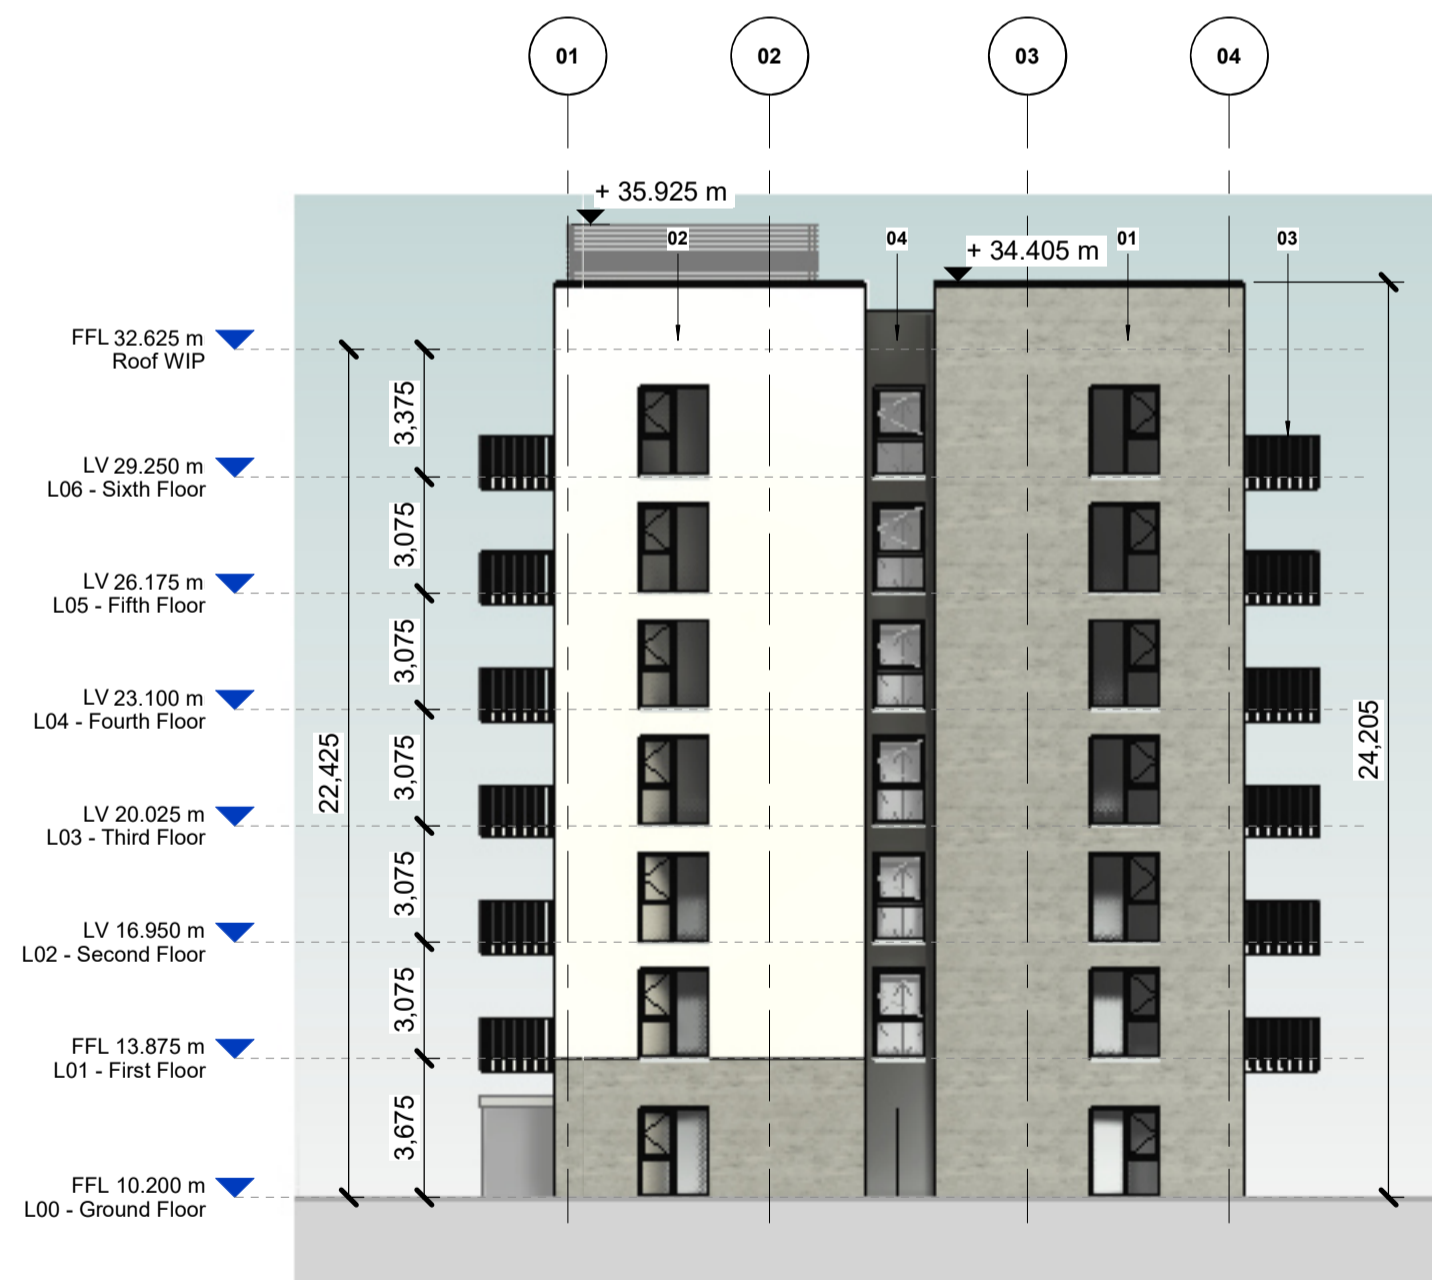 01 02 03 04
+ 35.925 m
02 04 + 34.405 m 01 03
FFL 32.625 m
Roof WIP
3,375
LV 29.250 m
L06 - Sixth Floor
3,075
LV 26.175 m
L05 - Fifth Floor
3,075
LV 23.100 m
L04 - Fourth Floor
22,425
3,075
24,205
LV 20.025 m
L03 - Third Floor
3,075
LV 16.950 m
L02 - Second Floor
3,075
FFL 13.875 m
L01 - First Floor
3,675
FFL 10.200 m
L00 - Ground Floor